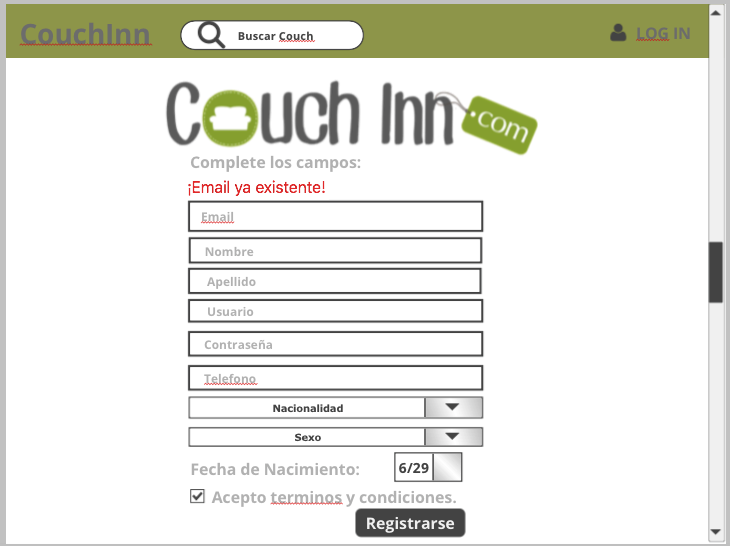 CouchInn
Buscar Couch
LOG IN
Couch Inn .com
Complete los campos:
¡Email ya existente!
Email
Nombre
Apellido
Usuario
Contraseña
Telefono
Nacionalidad
Sexo
Fecha de Nacimiento: 6/29
Acepto terminos y condiciones.
Registrarse